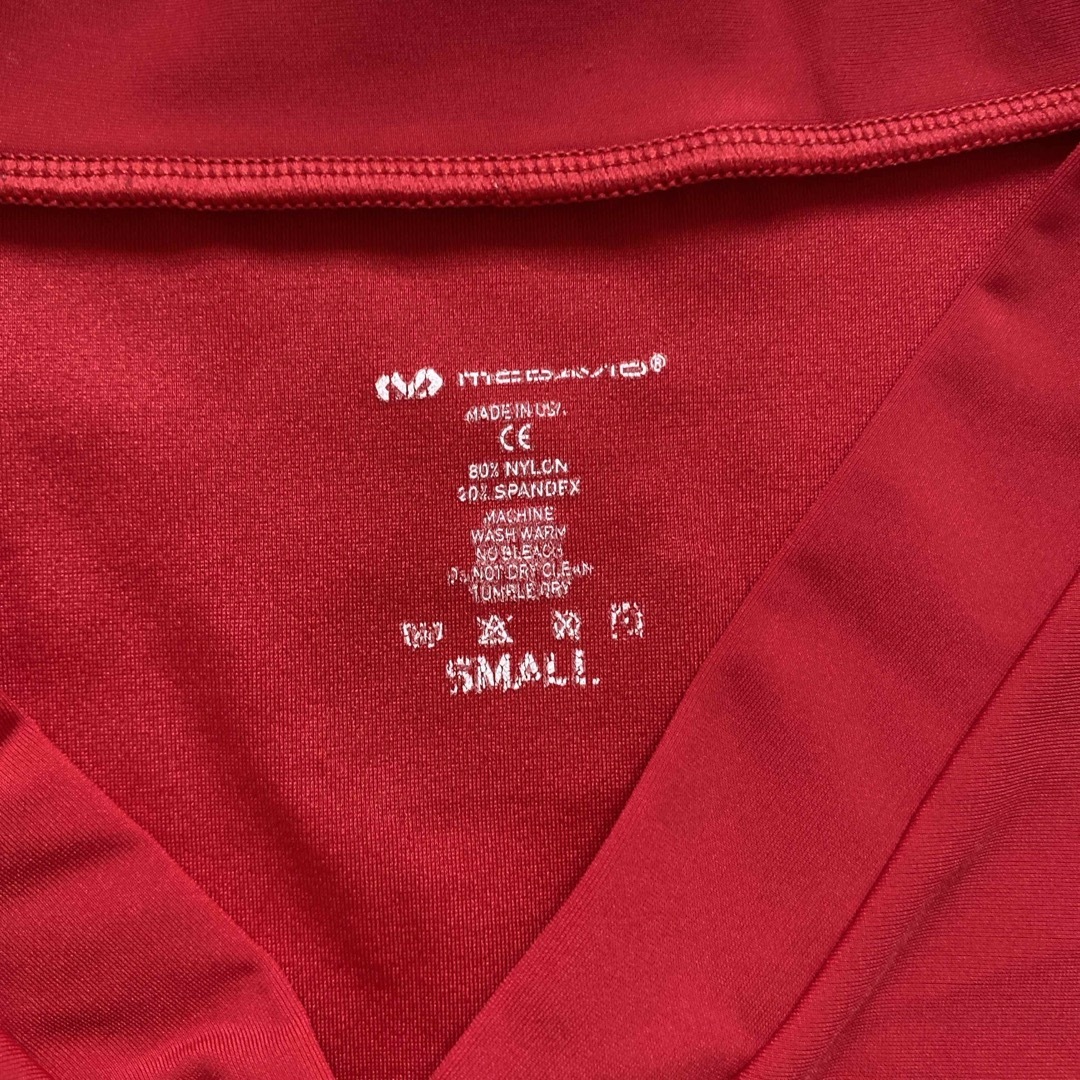 McDavid®
MADE IN USA
CE
80% NYLON
20% SPANDEX
MACHINE
WASH WARM
NO BLEACH
DO NOT DRY CLEAN
TUMBLE DRY
SMALL